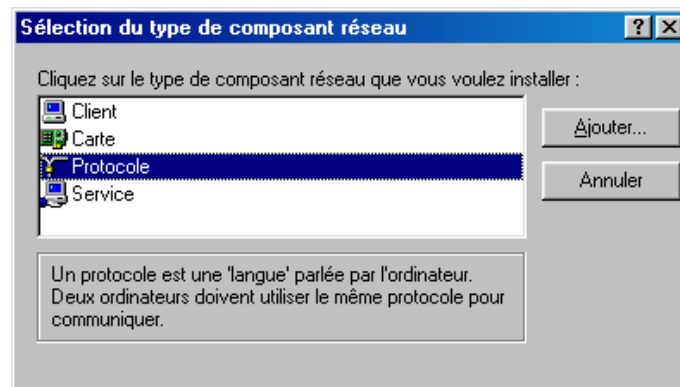 Sélection du type de composant réseau
Cliquez sur le type de composant réseau que vous voulez installer :
Client
Carte
Protocole
Service
Ajouter...
Annuler
Un protocole est une 'langue' parlée par l'ordinateur.
Deux ordinateurs doivent utiliser le même protocole pour
communiquer.